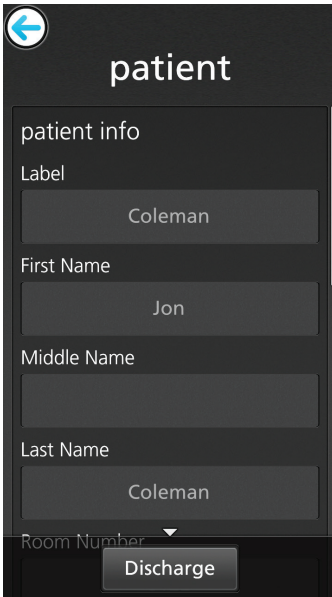 patient
patient info
Label
Coleman
First Name
Jon
Middle Name
Last Name
Coleman
Room Number
Discharge